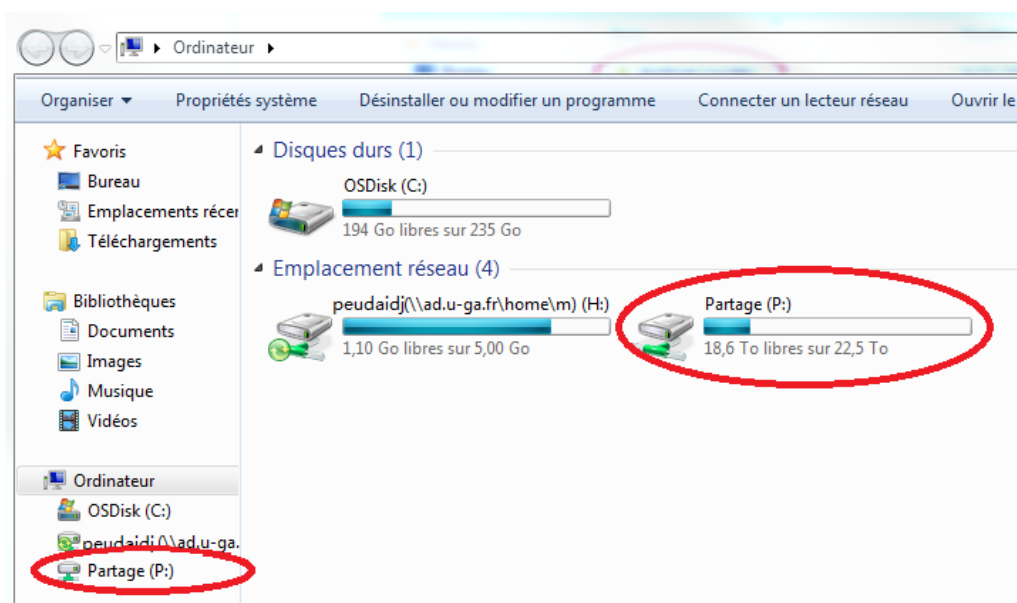 Ordinateur
Organiser Propriétés système Désinstaller ou modifier un programme Connecter un lecteur réseau Ouvrir le
Favoris
Bureau
Emplacements récer
Téléchargements
Bibliothèques
Documents
Images
Musique
Vidéos
Ordinateur
OSDisk (C:)
peudaidj(\\ad.u-ga.
Partage (P:)
Disques durs (1)
OSDisk (C:)
194 Go libres sur 235 Go
Emplacement réseau (4)
peudaidj(\\ad.u-ga.fr\home\m) (H:)
1,10 Go libres sur 5,00 Go
Partage (P:)
18,6 To libres sur 22,5 To